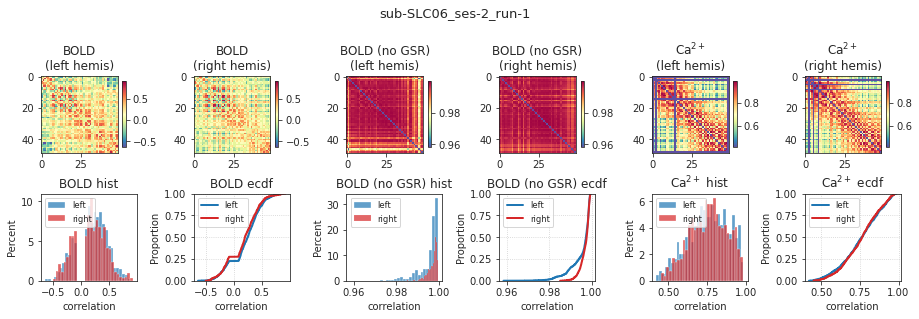 sub-SLC06_ses-2_run-1
BOLD
(left hemis)
BOLD
(right hemis)
BOLD (no GSR)
(left hemis)
BOLD (no GSR)
(right hemis)
Ca²⁺
(left hemis)
Ca²⁺
(right hemis)
0
20
40
0
25
0.5
0.0
−0.5
0
20
40
0
25
0.5
0.0
−0.5
0
20
40
0
25
0.98
0.96
0
20
40
0
25
0.98
0.96
0
20
40
0
25
0.8
0.6
0
20
40
0
25
0.8
0.6
BOLD hist
left
right
Percent
10
5
0
−0.5 0.0 0.5
correlation
BOLD ecdf
left
right
Proportion
1.00
0.75
0.50
0.25
0.00
−0.5 0.0 0.5
correlation
BOLD (no GSR) hist
left
right
Percent
30
20
10
0
0.96 0.98 1.00
correlation
BOLD (no GSR) ecdf
left
right
Proportion
1.00
0.75
0.50
0.25
0.00
0.96 0.98 1.00
correlation
Ca²⁺ hist
left
right
Percent
6
4
2
0
0.50 0.75 1.00
correlation
Ca²⁺ ecdf
left
right
Proportion
1.00
0.75
0.50
0.25
0.00
0.50 0.75 1.00
correlation